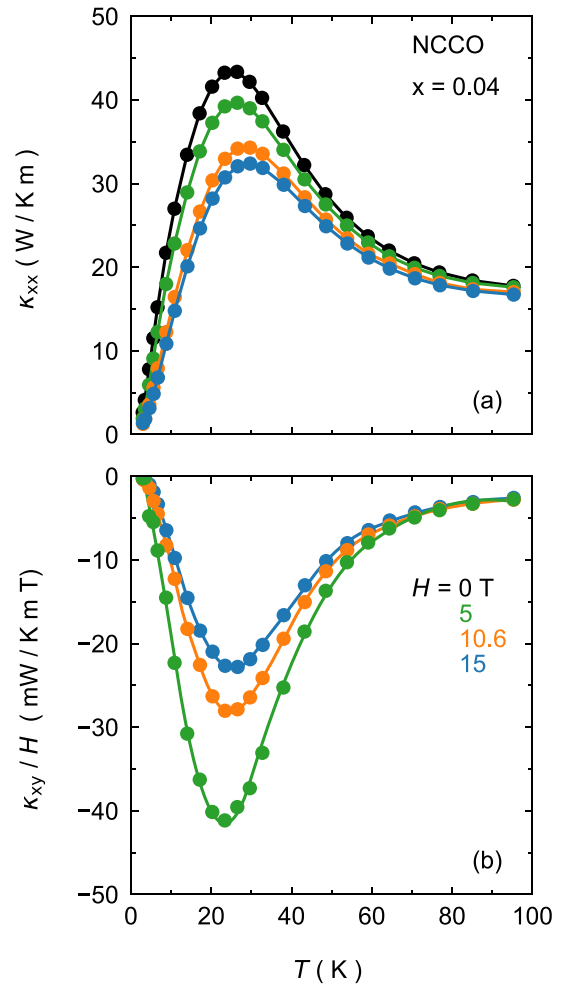 50
40
30
20
10
0
κxx ( W / K m )
NCCO
x = 0.04
(a)
0
−10
−20
−30
−40
−50
κxy / H ( mW / K m T )
H = 0 T
5
10.6
15
(b)
0 20 40 60 80 100
T ( K )